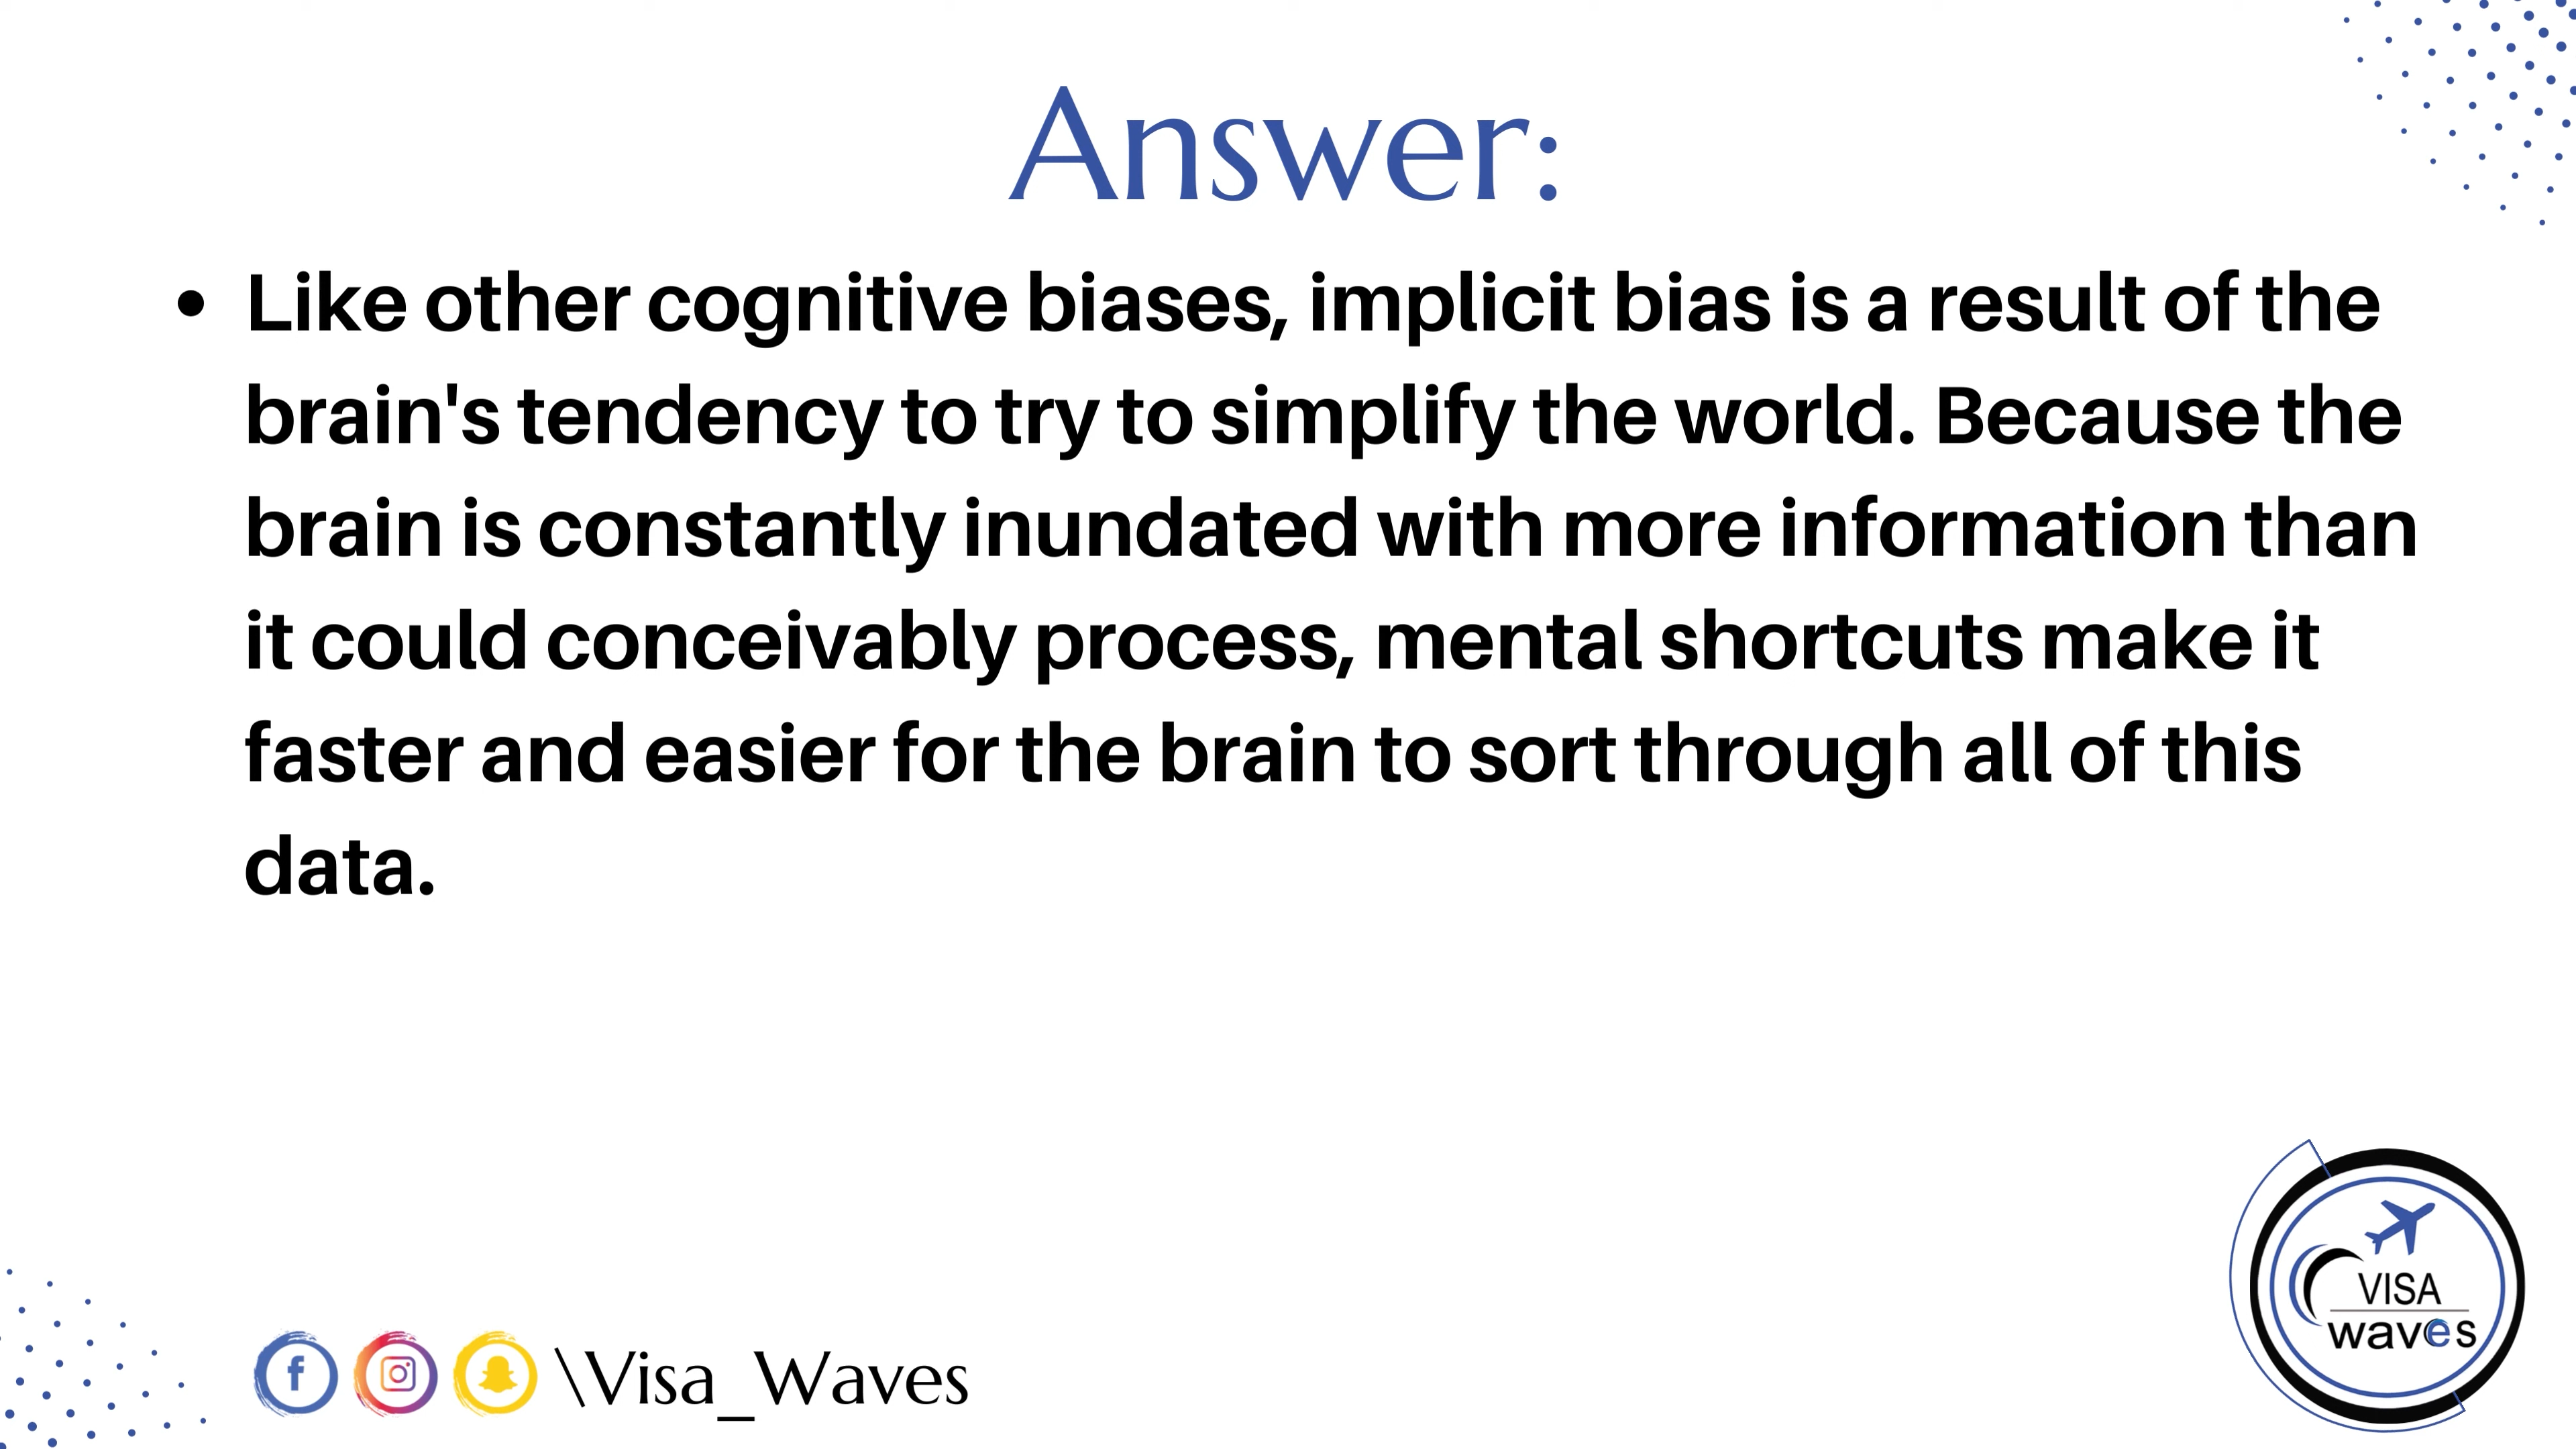 Answer:
• Like other cognitive biases, implicit bias is a result of the
brain's tendency to try to simplify the world. Because the
brain is constantly inundated with more information than
it could conceivably process, mental shortcuts make it
faster and easier for the brain to sort through all of this
data.
\Visa_Waves
VISA
waves